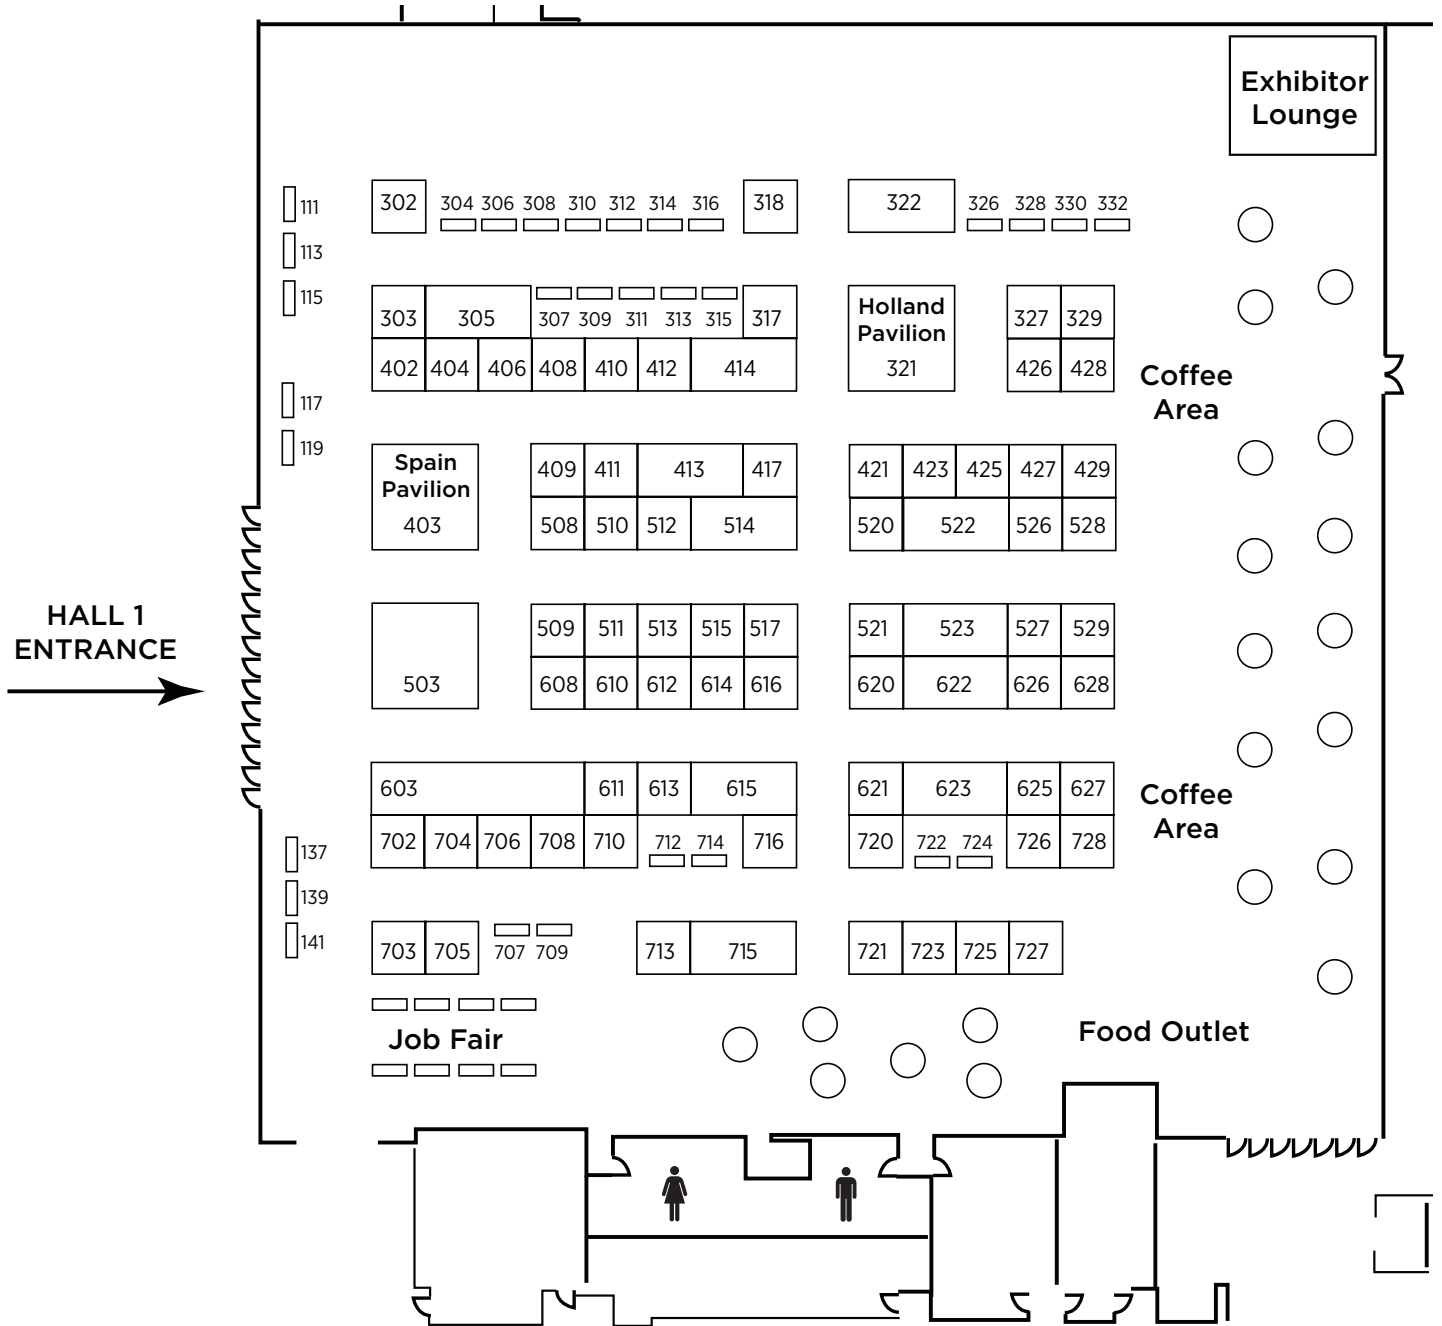 Exhibitor
Lounge
111
302
304 306 308 310 312 314 316
318
322
326 328 330 332
113
115
303
305
307 309 311 313 315
317
Holland
Pavilion
321
327 329
402 404 406 408 410 412 414
426 428
Coffee
Area
117
119
Spain
Pavilion
403
409 411 413 417
421 423 425 427 429
508 510 512 514
520 522 526 528
HALL 1
ENTRANCE
503
509 511 513 515 517
521 523 527 529
608 610 612 614 616
620 622 626 628
603 611 613 615
621 623 625 627
Coffee
Area
702 704 706 708 710 712 714 716
720 722 724 726 728
137
139
141
703 705 707 709
713 715
721 723 725 727
Job Fair
Food Outlet